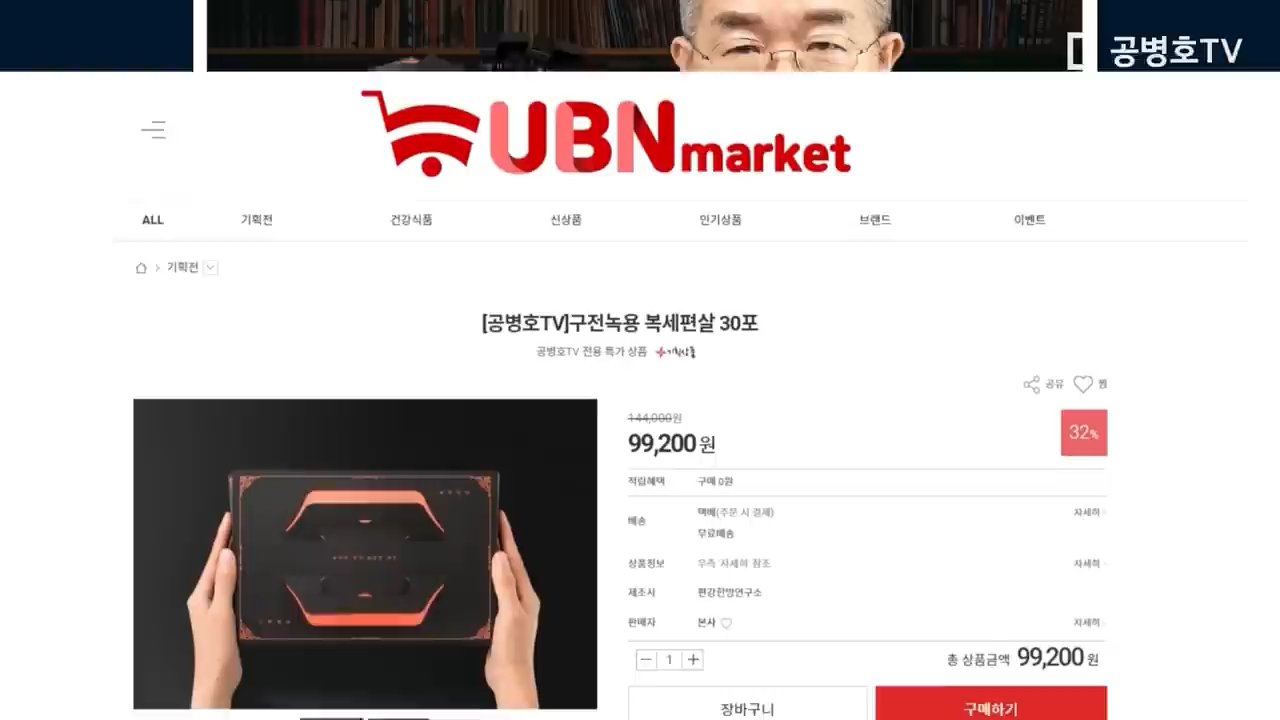 공병호TV
UBNmarket
ALL 기획전 건강식품 신상품 인기상품 브랜드 이벤트
기획전
[공병호TV]구전녹용 복세편살 30포
공병호TV 전용 특가 상품 기획상품
공유 찜
144,000원
99,200 원
32%
적립혜택 구매 0원
배송 택배(주문 시 결제) 자세히
무료배송
상품정보 우측 '자세히' 참조 자세히
제조사 편강한방연구소
판매자 본사 자세히
1 총 상품금액 99,200 원
장바구니 구매하기